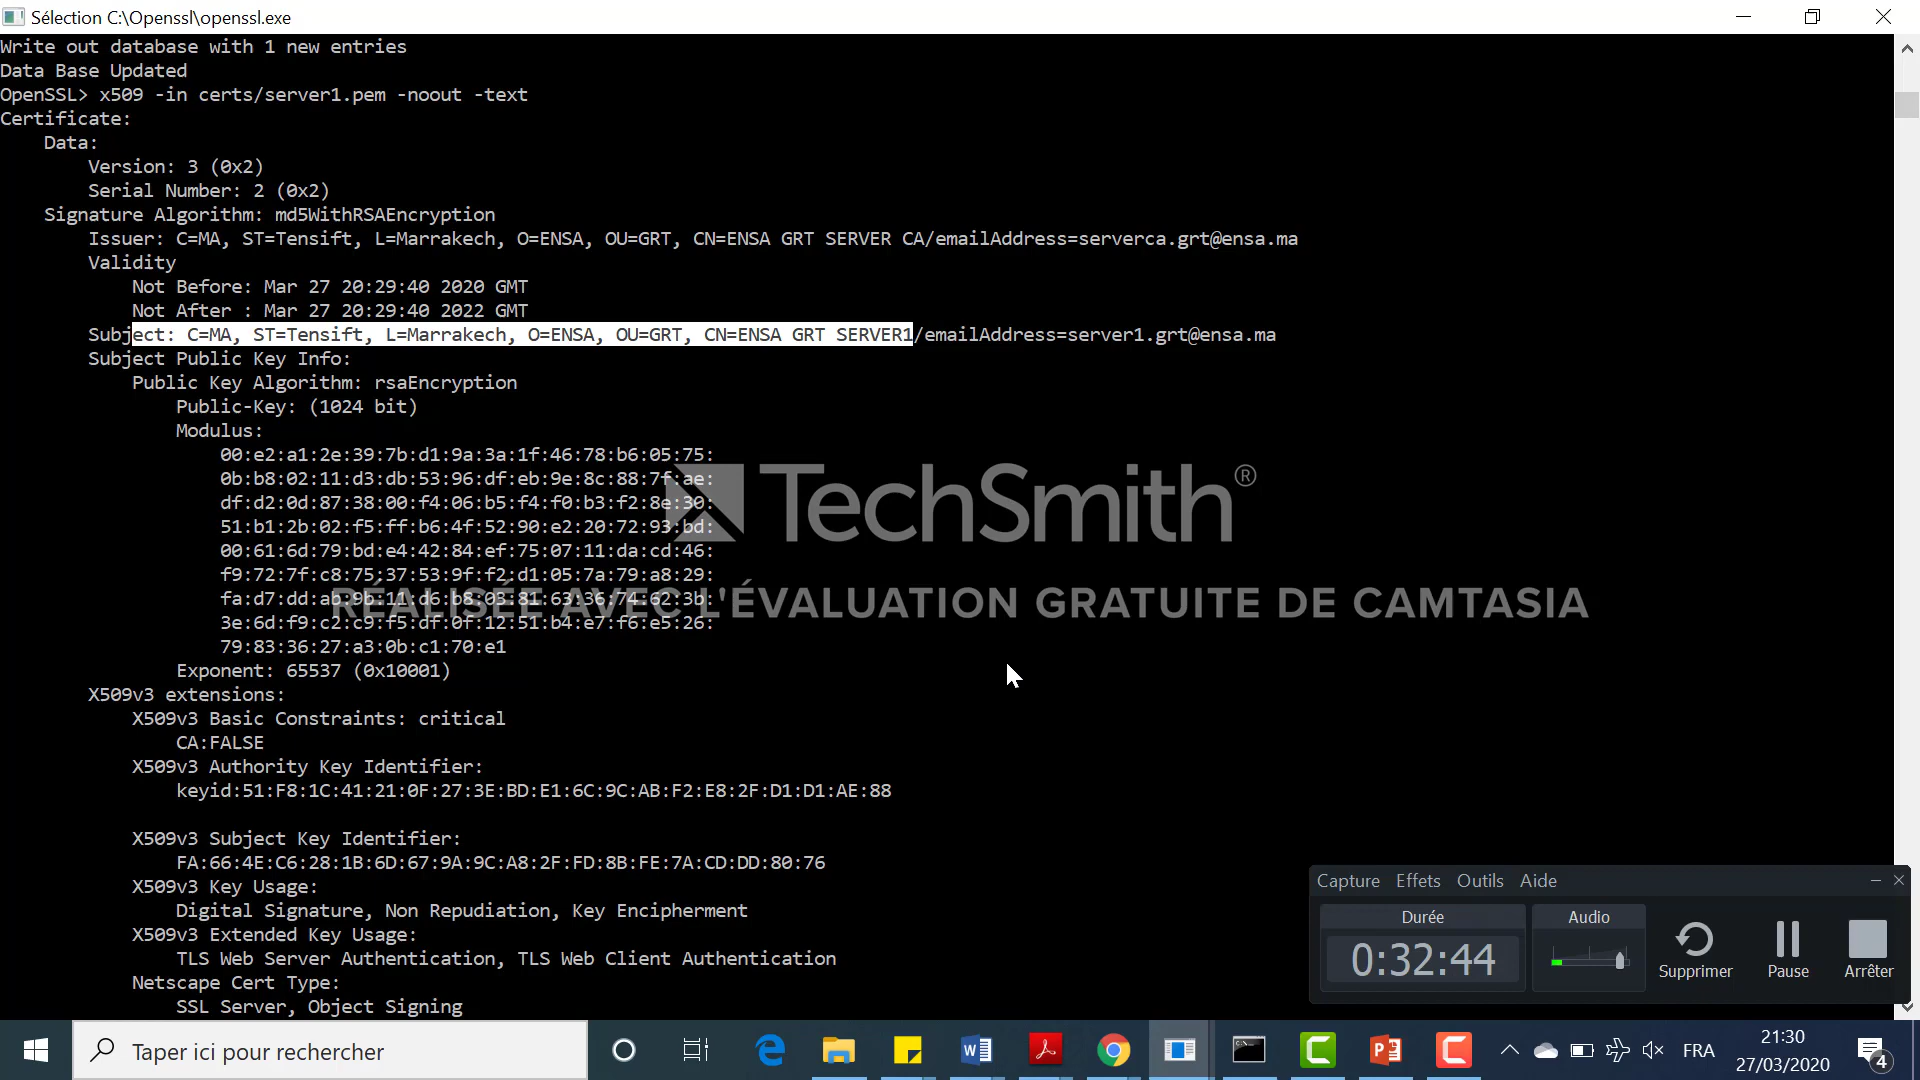 Sélection C:\Openssl\openssl.exe
Write out database with 1 new entries
Data Base Updated
OpenSSL> x509 -in certs/server1.pem -noout -text
Certificate:
Data:
Version: 3 (0x2)
Serial Number: 2 (0x2)
Signature Algorithm: md5WithRSAEncryption
Issuer: C=MA, ST=Tensift, L=Marrakech, O=ENSA, OU=GRT, CN=ENSA GRT SERVER CA/emailAddress=serverca.grt@ensa.ma
Validity
Not Before: Mar 27 20:29:40 2020 GMT
Not After : Mar 27 20:29:40 2022 GMT
Subject: C=MA, ST=Tensift, L=Marrakech, O=ENSA, OU=GRT, CN=ENSA GRT SERVER1/emailAddress=server1.grt@ensa.ma
Subject Public Key Info:
Public Key Algorithm: rsaEncryption
Public-Key: (1024 bit)
Modulus:
00:e2:a1:2e:39:7b:d1:9a:3a:1f:46:78:b6:05:75:
0b:b8:02:11:d3:db:53:96:df:eb:9e:8c:88:7f:ae:
df:d2:0d:87:38:00:f4:06:b5:f4:f0:b3:f2:8e:30:
51:b1:2b:02:f5:ff:b6:4f:52:90:e2:20:72:93:bd:
00:61:6d:79:bd:e4:42:84:ef:75:07:11:da:cd:46:
f9:72:7f:c8:75:37:53:9f:f2:d1:05:7a:79:a8:29:
fa:d7:dd:ab:9b:11:d6:b8:03:81:63:36:74:62:3b:
3e:6d:f9:c2:c9:f5:df:0f:12:51:b4:e7:f6:e5:26:
79:83:36:27:a3:0b:c1:70:e1
TechSmith®
RÉALISÉE AVEC L'ÉVALUATION GRATUITE DE CAMTASIA
Exponent: 65537 (0x10001)
X509v3 extensions:
X509v3 Basic Constraints: critical
CA:FALSE
X509v3 Authority Key Identifier:
keyid:51:F8:1C:41:21:0F:27:3E:BD:E1:6C:9C:AB:F2:E8:2F:D1:D1:AE:88
X509v3 Subject Key Identifier:
FA:66:4E:C6:28:1B:6D:67:9A:9C:A8:2F:FD:8B:FE:7A:CD:DD:80:76
X509v3 Key Usage:
Digital Signature, Non Repudiation, Key Encipherment
X509v3 Extended Key Usage:
TLS Web Server Authentication, TLS Web Client Authentication
Netscape Cert Type:
SSL Server, Object Signing
Capture Effets Outils Aide
Durée
Audio
0:32:44
Supprimer Pause Arrêter
Taper ici pour rechercher
FRA
21:30
27/03/2020
4